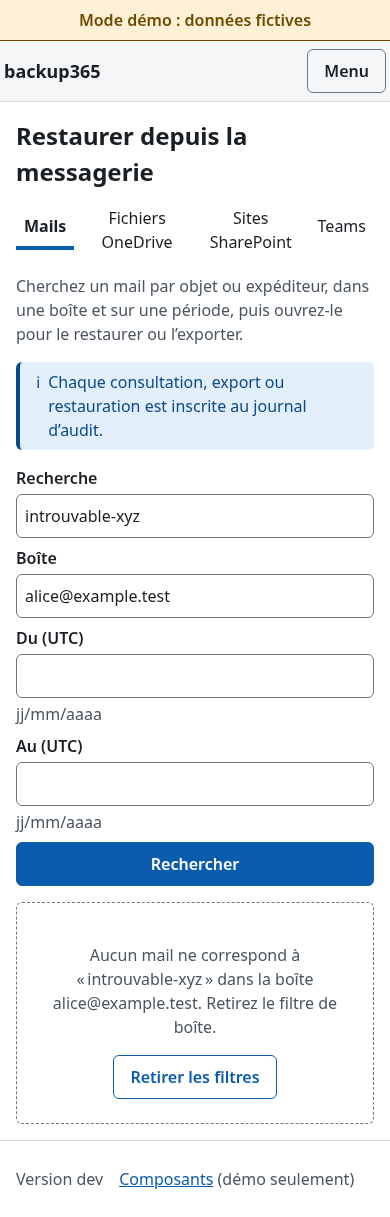 Mode démo : données fictives
backup365
Menu
Restaurer depuis la
messagerie
Mails
Fichiers
OneDrive
Sites
SharePoint
Teams
Cherchez un mail par objet ou expéditeur, dans
une boîte et sur une période, puis ouvrez-le
pour le restaurer ou l’exporter.
i Chaque consultation, export ou
restauration est inscrite au journal
d’audit.
Recherche
introuvable-xyz
Boîte
alice@example.test
Du (UTC)
jj/mm/aaaa
Au (UTC)
jj/mm/aaaa
Rechercher
Aucun mail ne correspond à
« introuvable-xyz » dans la boîte
alice@example.test. Retirez le filtre de
boîte.
Retirer les filtres
Version dev Composants (démo seulement)